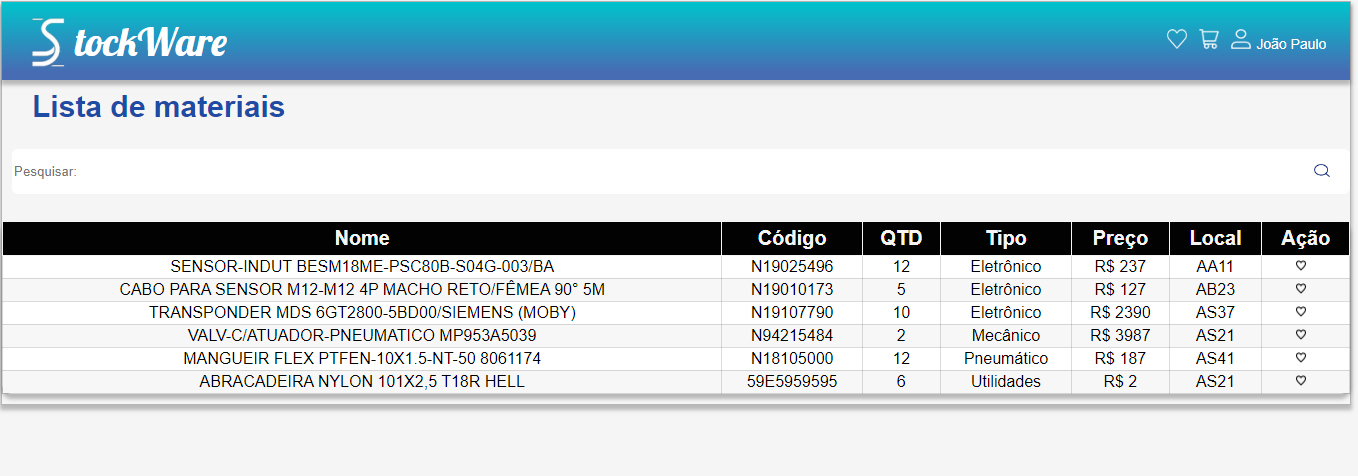 StockWare
João Paulo
Lista de materiais
Pesquisar:
Nome Código QTD Tipo Preço Local Ação
SENSOR-INDUT BESM18ME-PSC80B-S04G-003/BA N19025496 12 Eletrônico R$ 237 AA11
CABO PARA SENSOR M12-M12 4P MACHO RETO/FÊMEA 90° 5M N19010173 5 Eletrônico R$ 127 AB23
TRANSPONDER MDS 6GT2800-5BD00/SIEMENS (MOBY) N19107790 10 Eletrônico R$ 2390 AS37
VALV-C/ATUADOR-PNEUMATICO MP953A5039 N94215484 2 Mecânico R$ 3987 AS21
MANGUEIR FLEX PTFEN-10X1.5-NT-50 8061174 N18105000 12 Pneumático R$ 187 AS41
ABRACADEIRA NYLON 101X2,5 T18R HELL 59E5959595 6 Utilidades R$ 2 AS21